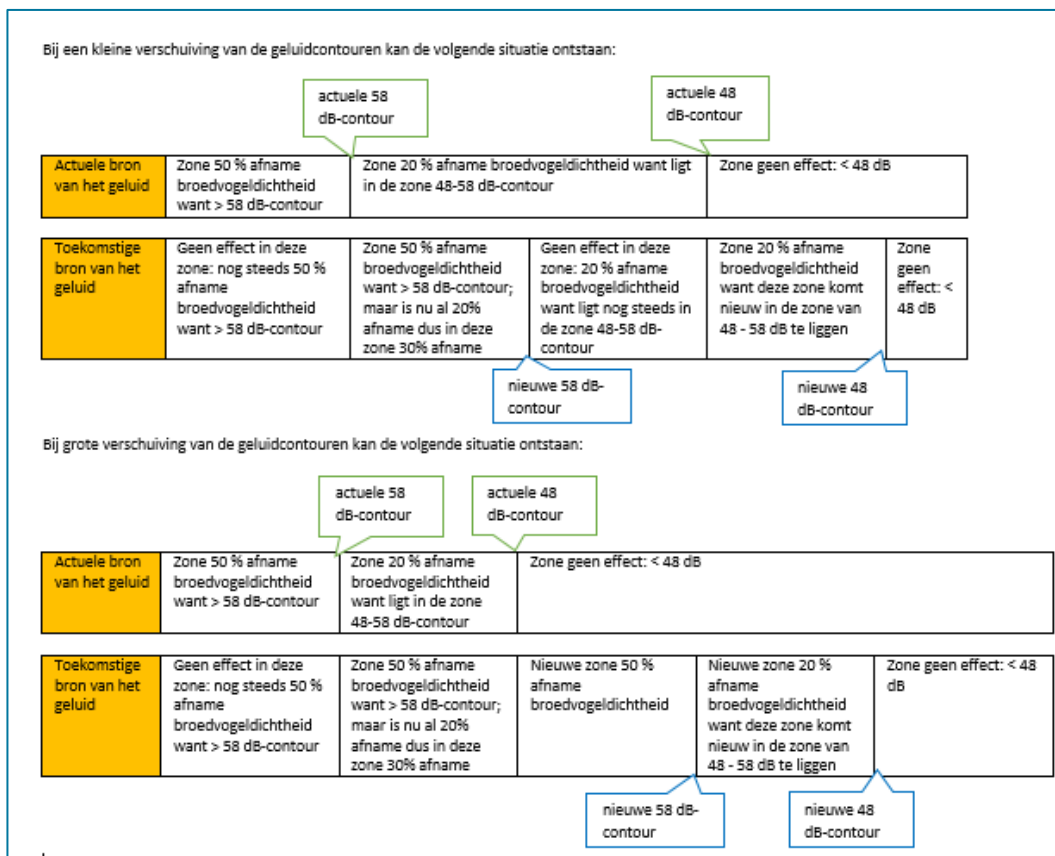 Bij een kleine verschuiving van de geluidcontouren kan de volgende situatie ontstaan:
actuele 58
dB-contour
actuele 48
dB-contour
Actuele bron
van het geluid
Zone 50 % afname
broedvogeldichtheid
want > 58 dB-contour
Zone 20 % afname broedvogeldichtheid want ligt
in de zone 48-58 dB-contour
Zone geen effect: < 48 dB
Toekomstige
bron van het
geluid
Geen effect in deze
zone: nog steeds 50 %
afname
broedvogeldichtheid
want > 58 dB-contour
Zone 50 % afname
broedvogeldichtheid
want > 58 dB-contour;
maar is nu al 20%
afname dus in deze
zone 30% afname
Geen effect in deze
zone: 20 % afname
broedvogeldichtheid
want ligt nog steeds in
de zone 48-58 dB-
contour
Zone 20 % afname
broedvogeldichtheid
want deze zone komt
nieuw in de zone van
48 - 58 dB te liggen
Zone
geen
effect: <
48 dB
nieuwe 58 dB-
contour
nieuwe 48
dB-contour
Bij grote verschuiving van de geluidcontouren kan de volgende situatie ontstaan:
actuele 58
dB-contour
actuele 48
dB-contour
Actuele bron
van het geluid
Zone 50 % afname
broedvogeldichtheid
want > 58 dB-contour
Zone 20 % afname
broedvogeldichtheid
want ligt in de zone
48-58 dB-contour
Zone geen effect: < 48 dB
Toekomstige
bron van het
geluid
Geen effect in deze
zone: nog steeds 50 %
afname
broedvogeldichtheid
want > 58 dB-contour
Zone 50 % afname
broedvogeldichtheid
want > 58 dB-contour;
maar is nu al 20%
afname dus in deze
zone 30% afname
Nieuwe zone 50 %
afname
broedvogeldichtheid
Nieuwe zone 20 %
afname
broedvogeldichtheid
want deze zone komt
nieuw in de zone van
48 - 58 dB te liggen
Zone geen effect: < 48
dB
nieuwe 58 dB-
contour
nieuwe 48
dB-contour